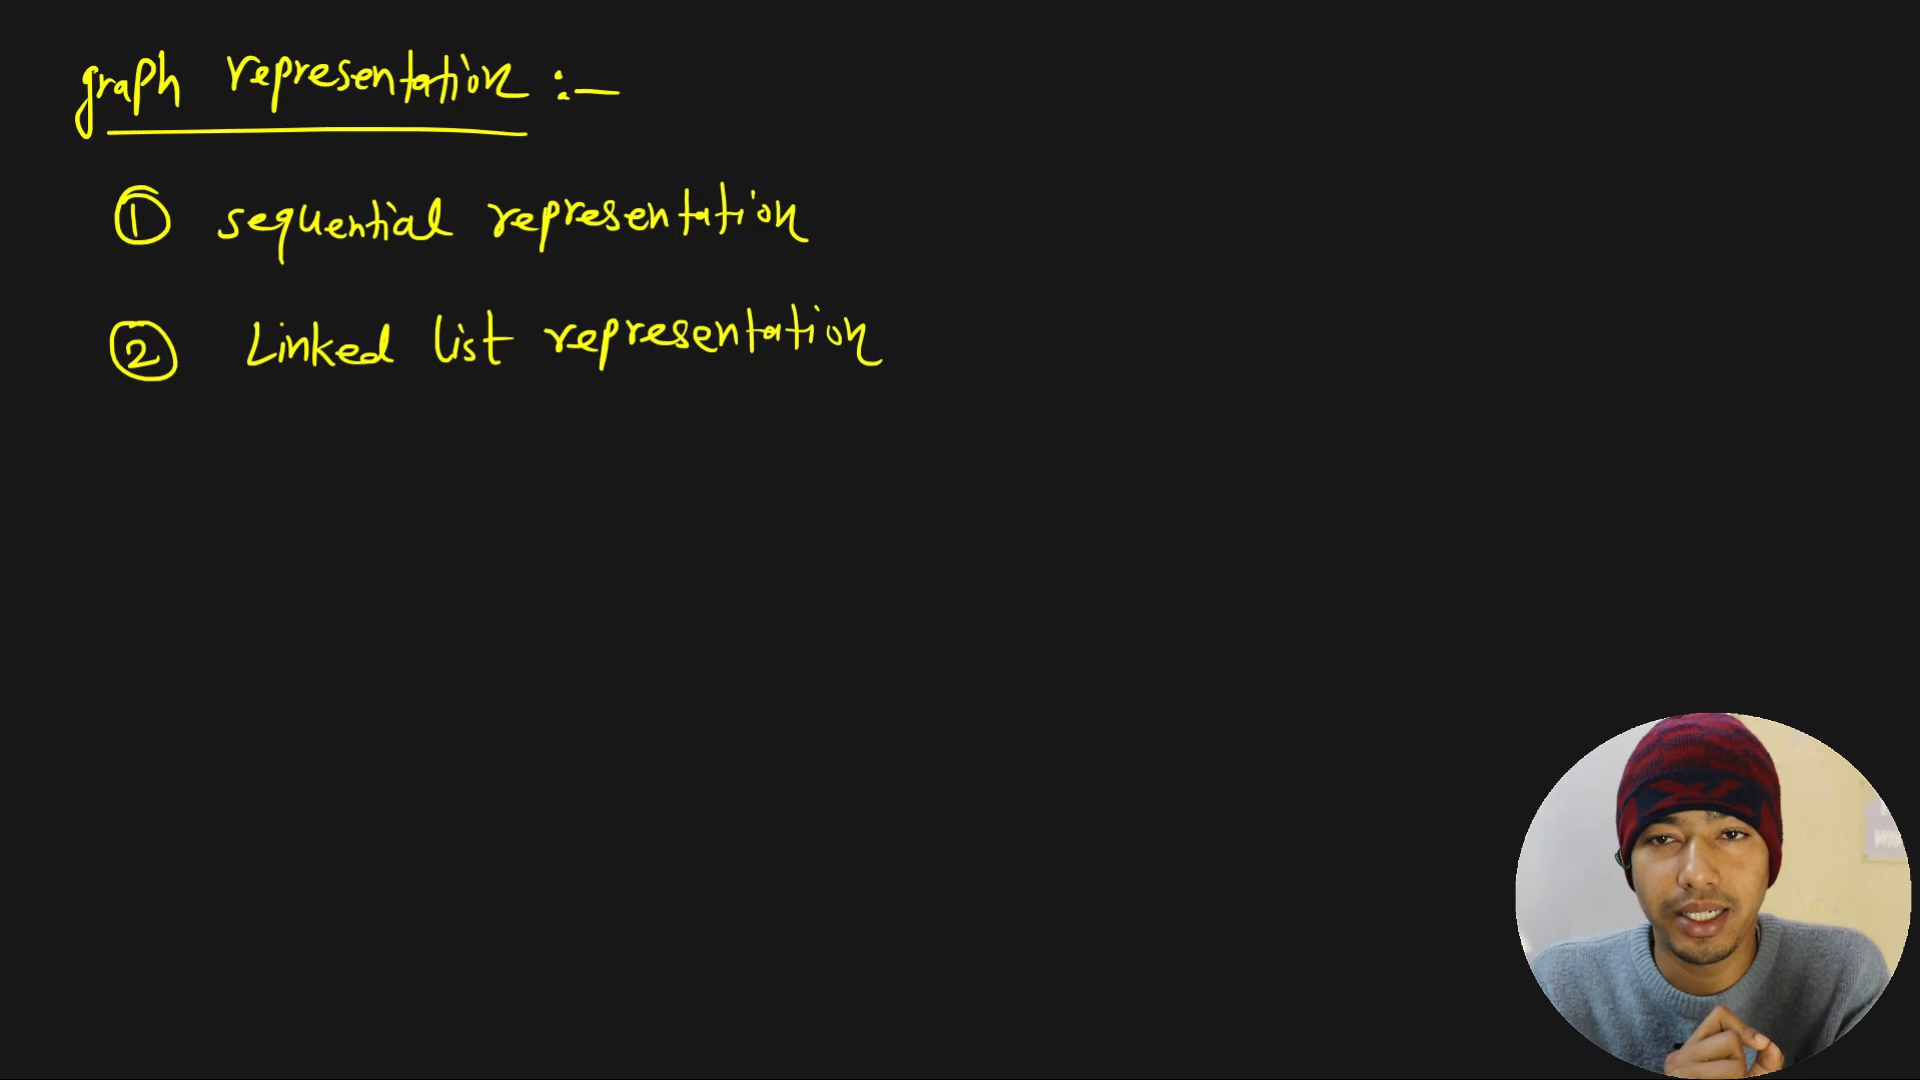 graph representation :-
① sequential representation
② Linked list representation